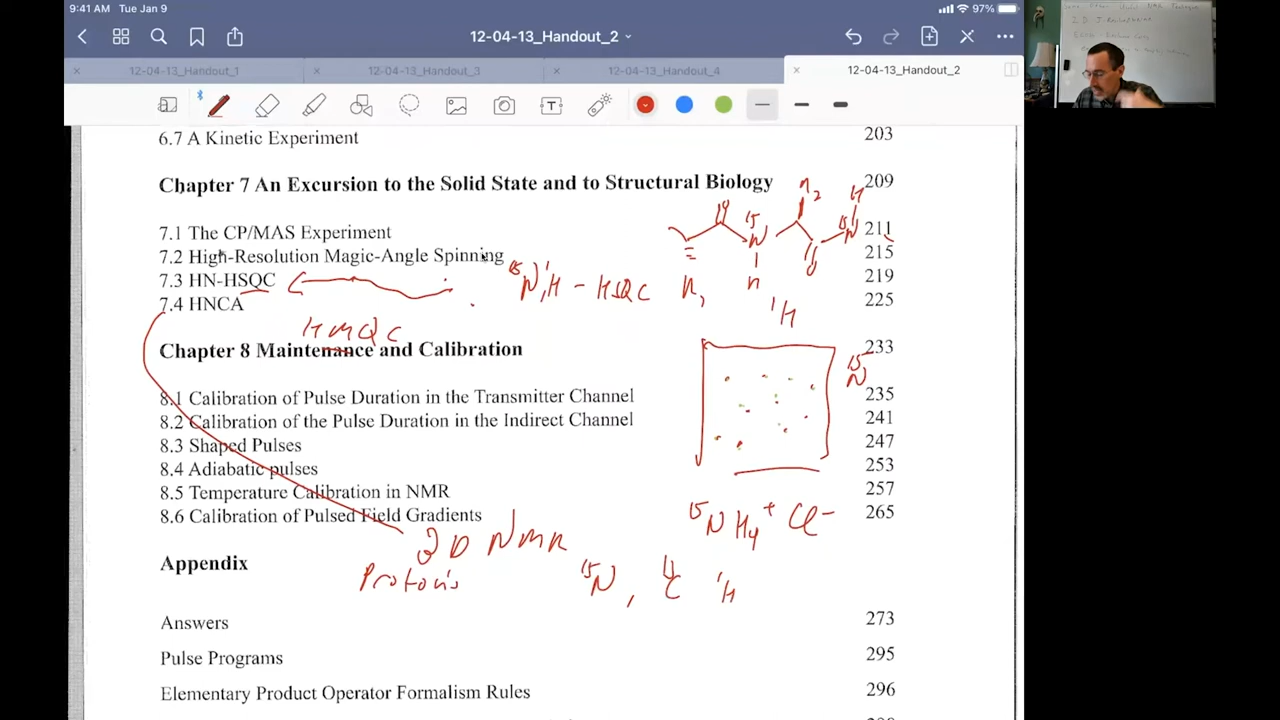 9:41 AM Tue Jan 9
97%
12-04-13_Handout_2
12-04-13_Handout_1
12-04-13_Handout_3
12-04-13_Handout_4
12-04-13_Handout_2
6.7 A Kinetic Experiment 203
Chapter 7 An Excursion to the Solid State and to Structural Biology 209
7.1 The CP/MAS Experiment 211
7.2 High-Resolution Magic-Angle Spinning 215
7.3 HN-HSQC 219
7.4 HNCA 225
15N, 1H - HSQC
1H
HMQC
Chapter 8 Maintenance and Calibration 233
15N
8.1 Calibration of Pulse Duration in the Transmitter Channel 235
8.2 Calibration of the Pulse Duration in the Indirect Channel 241
8.3 Shaped Pulses 247
8.4 Adiabatic pulses 253
8.5 Temperature Calibration in NMR 257
8.6 Calibration of Pulsed Field Gradients 265
15NH4+ Cl-
D NMR
Appendix
15N, C 1H
Answers 273
Pulse Programs 295
Elementary Product Operator Formalism Rules 296